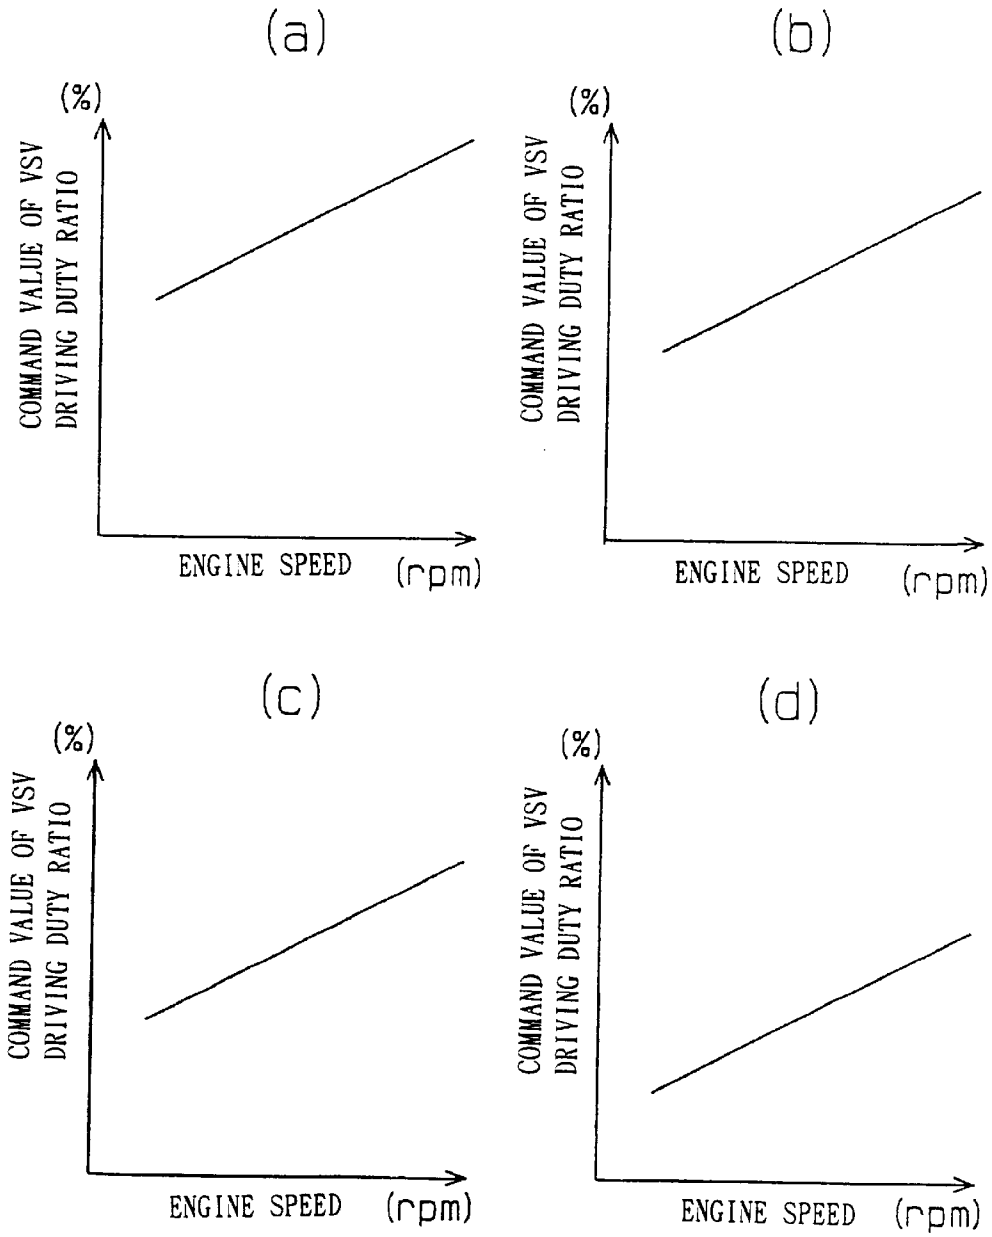 (a)
(%)
COMMAND VALUE OF VSV
DRIVING DUTY RATIO
ENGINE SPEED (rpm)
(b)
(%)
COMMAND VALUE OF VSV
DRIVING DUTY RATIO
ENGINE SPEED (rpm)
(c)
(%)
COMMAND VALUE OF VSV
DRIVING DUTY RATIO
ENGINE SPEED (rpm)
(d)
(%)
COMMAND VALUE OF VSV
DRIVING DUTY RATIO
ENGINE SPEED (rpm)